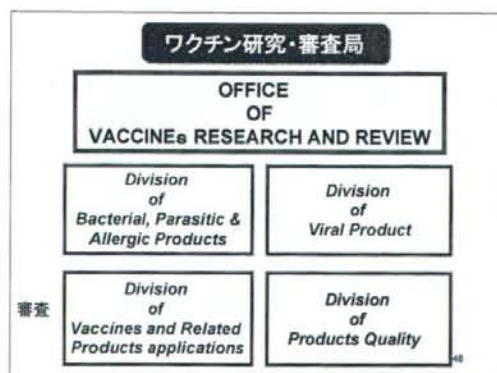 ワクチン研究・審査局
OFFICE
OF
VACCINEs RESEARCH AND REVIEW
Division
of
Bacterial, Parasitic &
Allergic Products
Division
of
Viral Product
審査
Division
of
Vaccines and Related
Products applications
Division
of
Products Quality
48